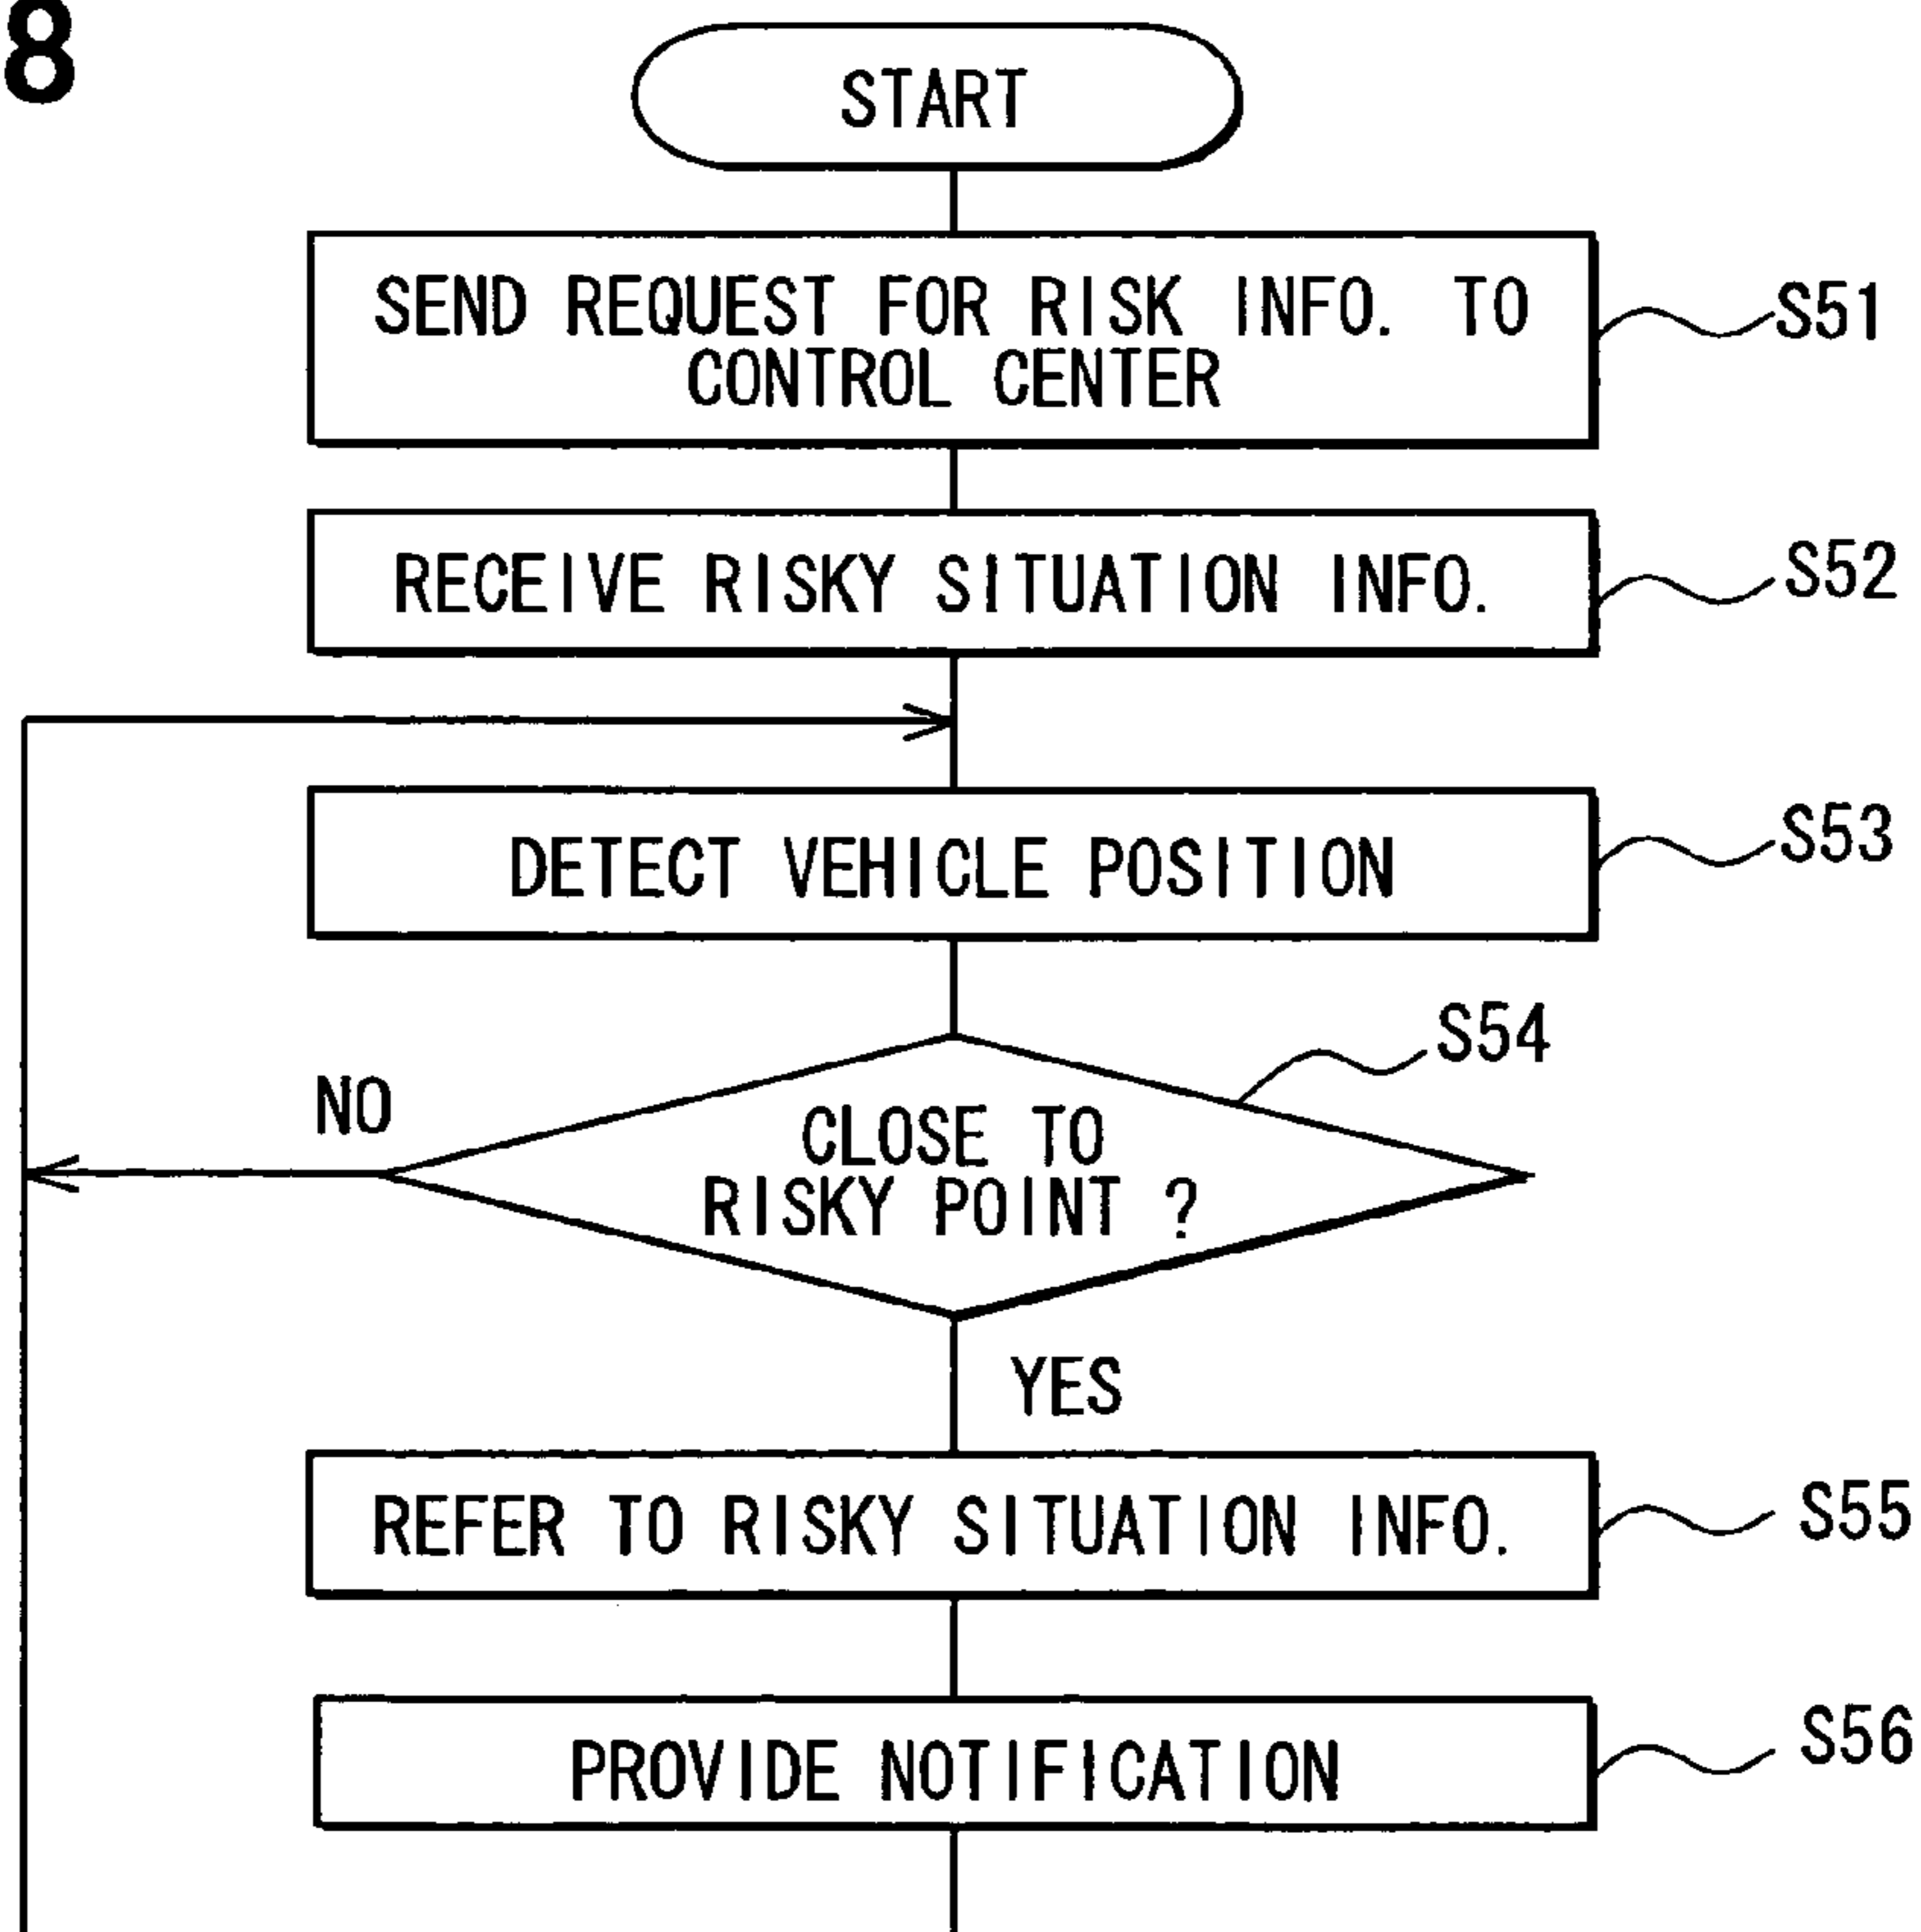 8
START
SEND REQUEST FOR RISK INFO. TO
CONTROL CENTER
S51
RECEIVE RISKY SITUATION INFO.
S52
DETECT VEHICLE POSITION
S53
S54
NO
CLOSE TO
RISKY POINT ?
YES
REFER TO RISKY SITUATION INFO.
S55
PROVIDE NOTIFICATION
S56